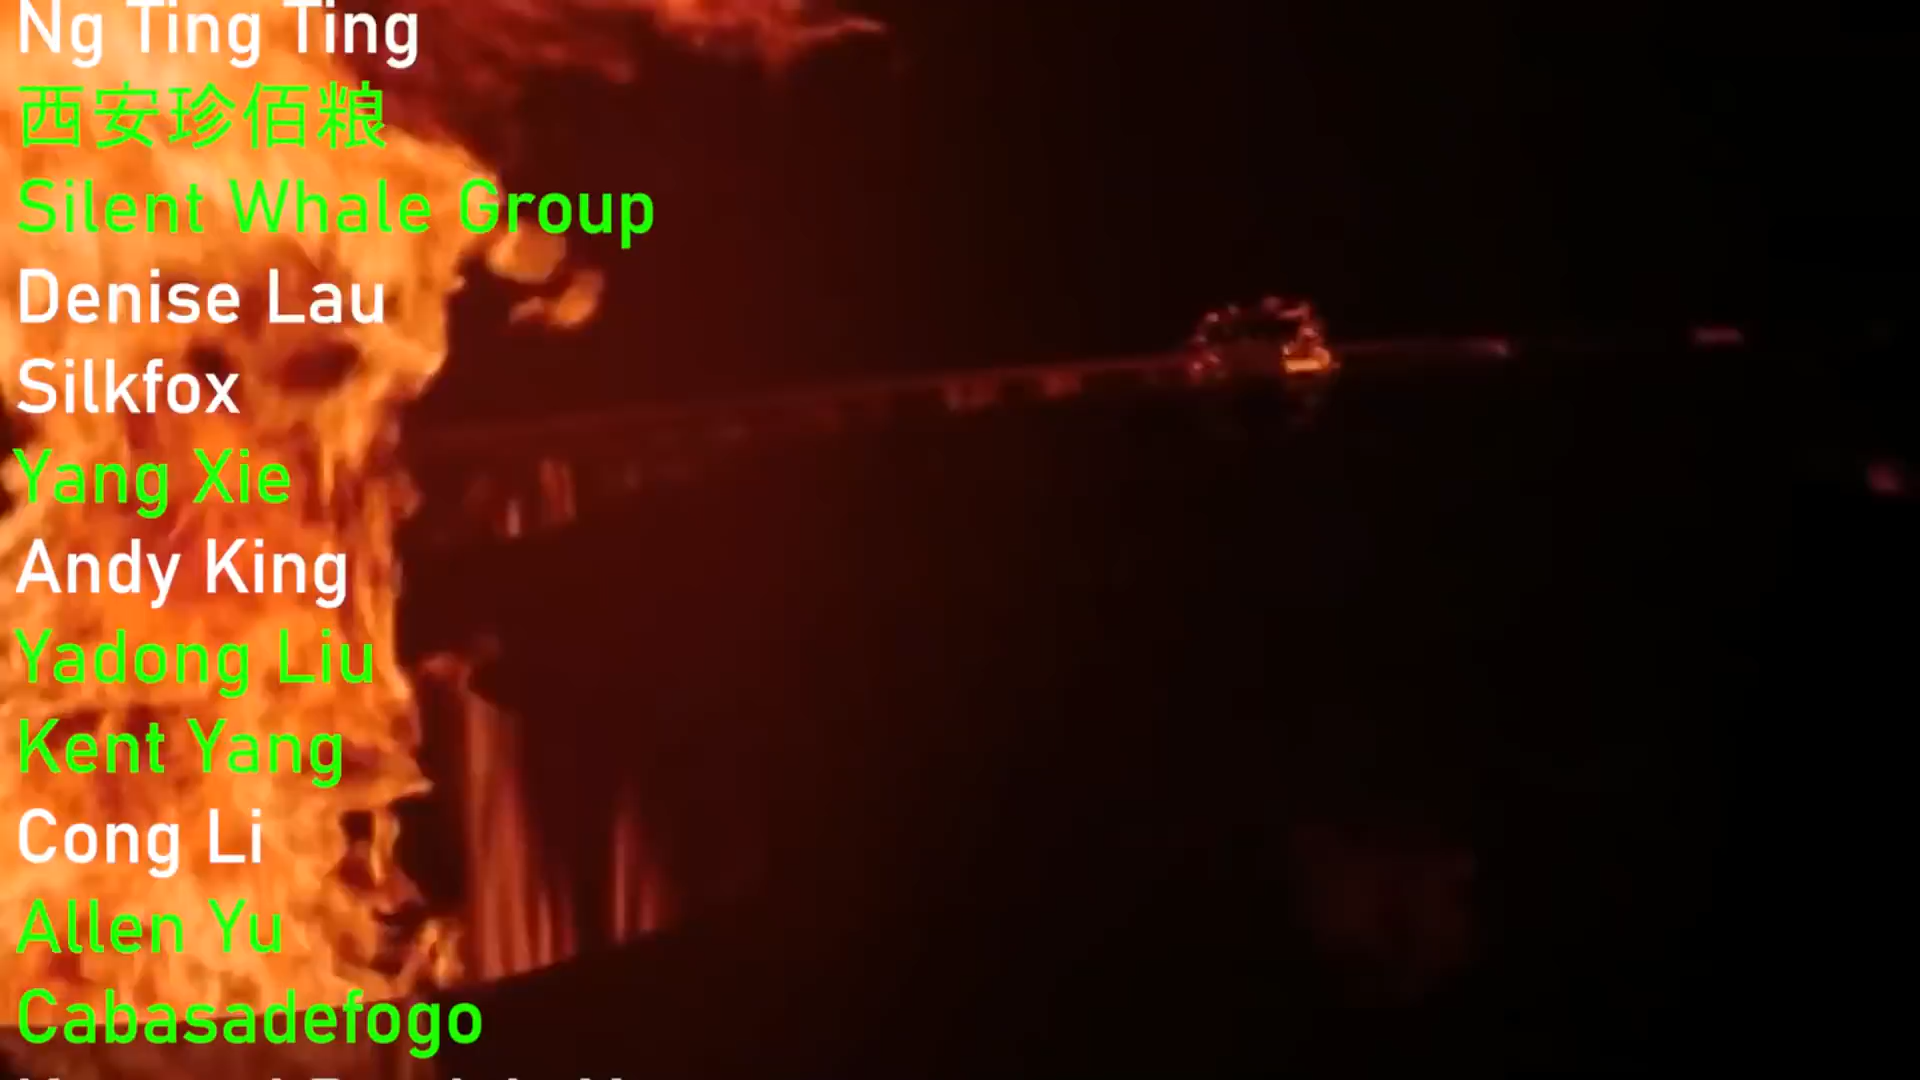 Ng Ting Ting
西安珍佰粮
Silent Whale Group
Denise Lau
Silkfox
Yang Xie
Andy King
Yadong Liu
Kent Yang
Cong Li
Allen Yu
Cabasadefogo